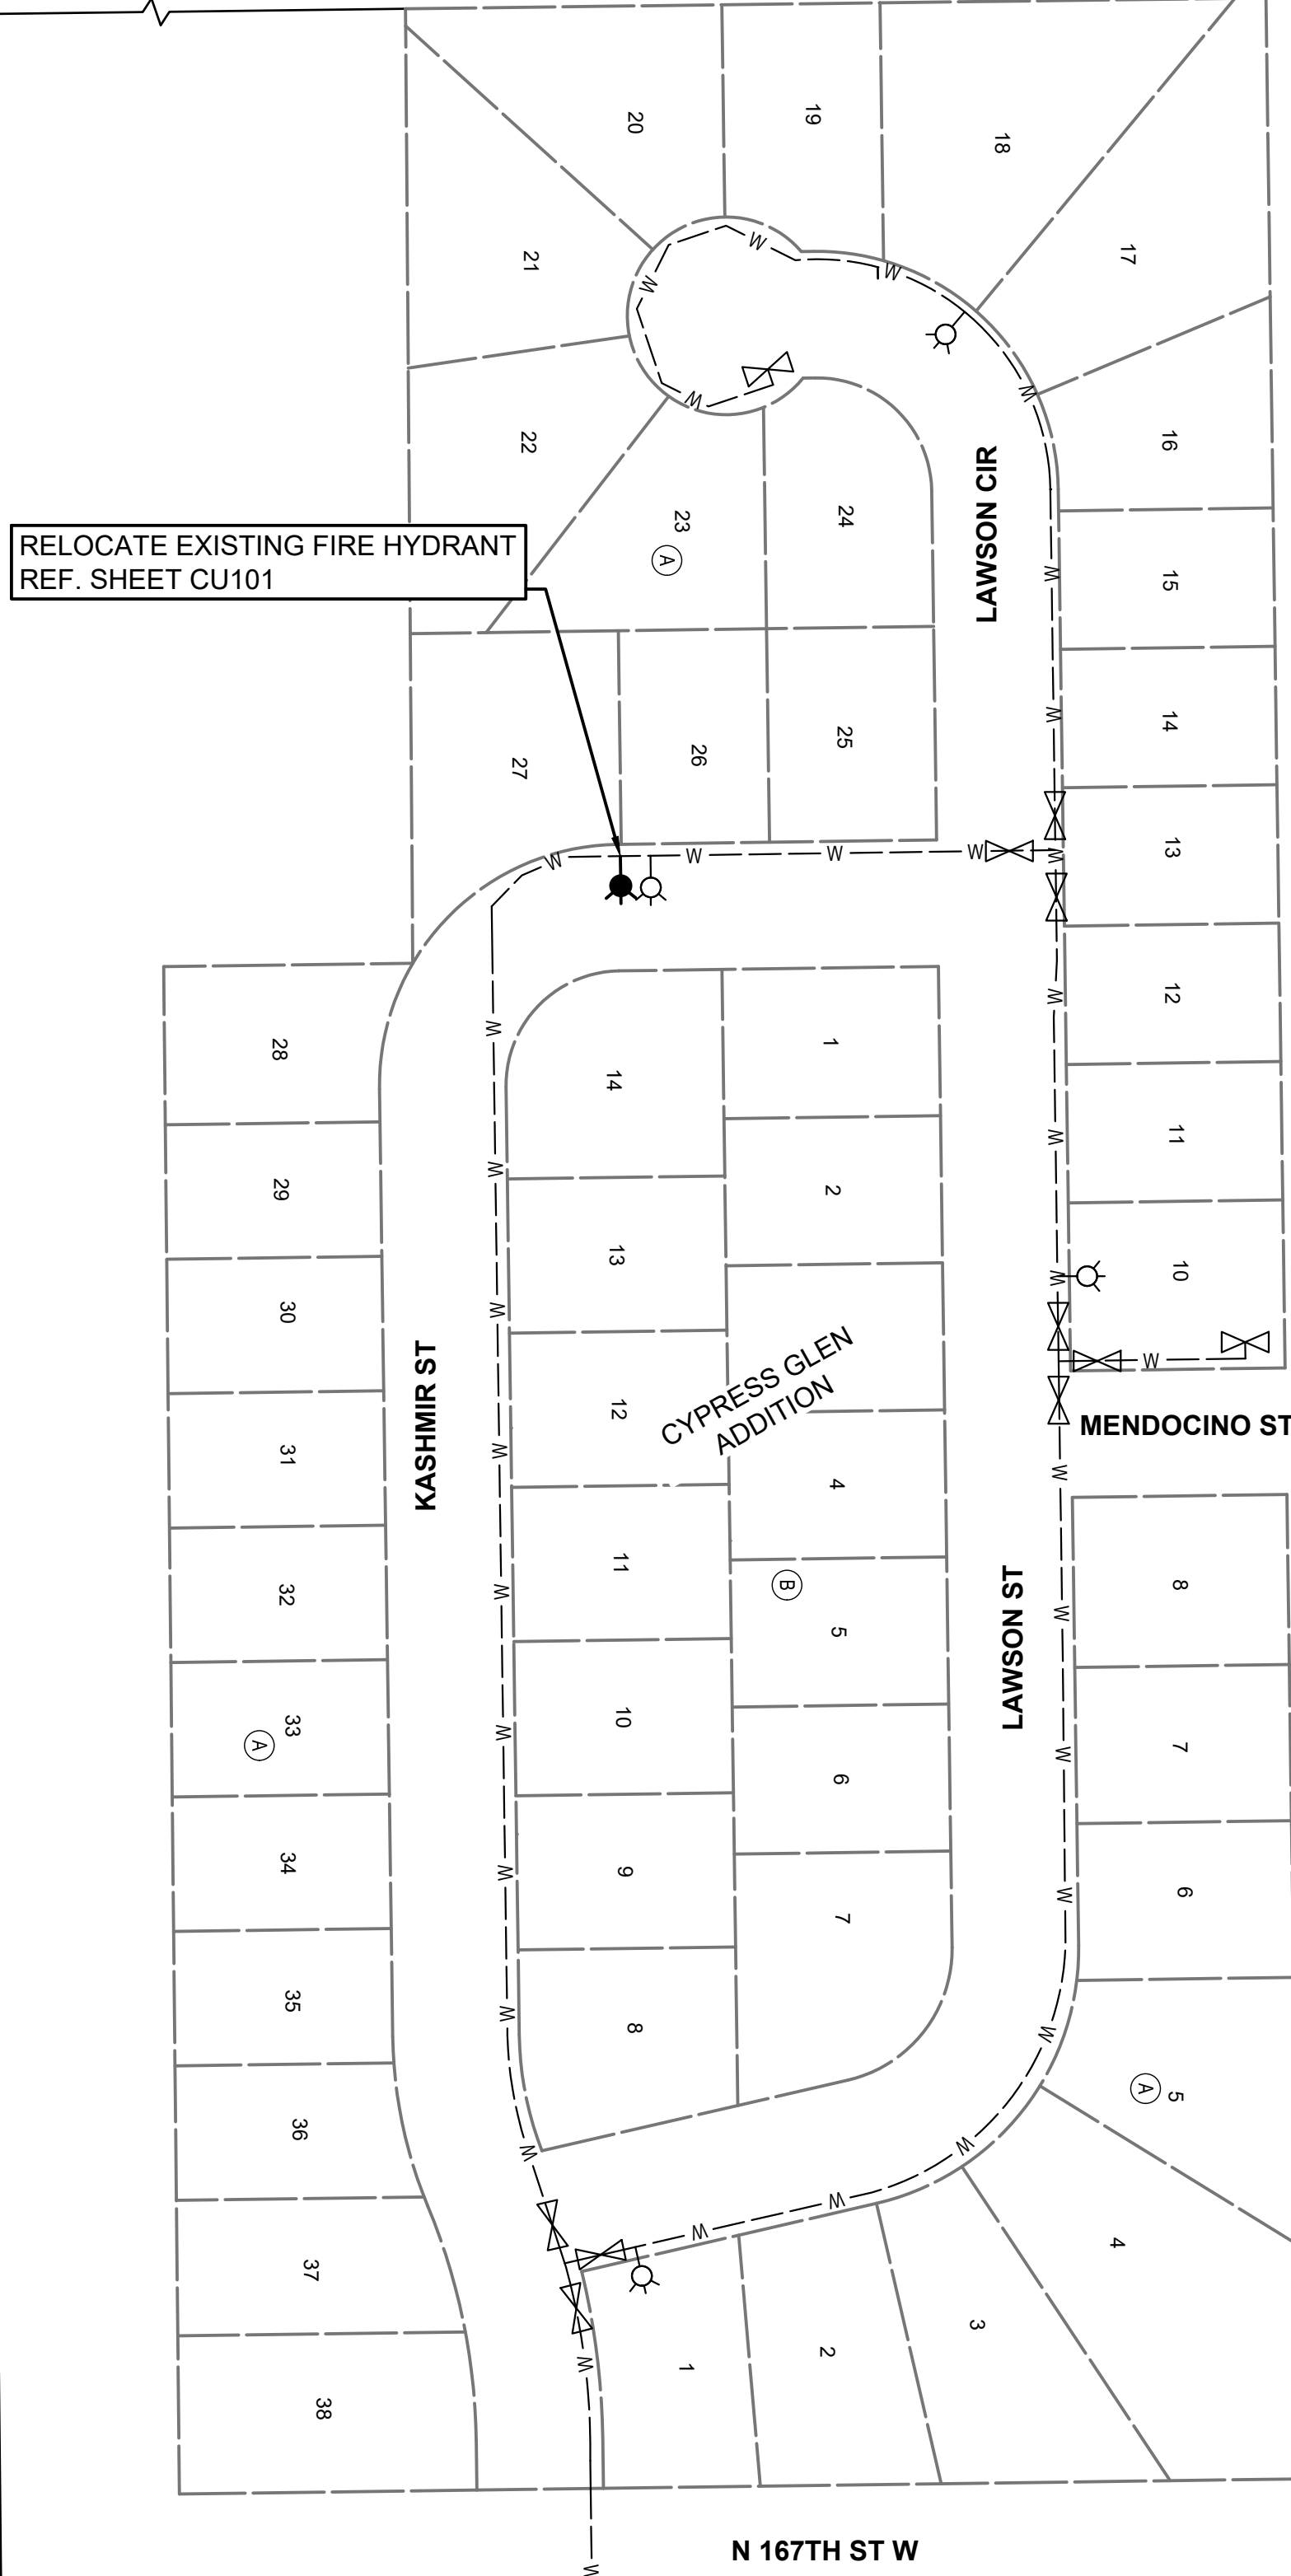 20
19
18
17
21
W
W
W
W
W
W
22
16
LAWSON CIR
23
A
24
RELOCATE EXISTING FIRE HYDRANT
REF. SHEET CU101
W
15
W
14
27
26
25
13
W
W
W
W
W
W
12
28
W
14
1
W
11
29
W
2
13
10
W
30
W
KASHMIR ST
CYPRESS GLEN
ADDITION
12
W
MENDOCINO ST
31
W
4
W
32
W
11
B
5
LAWSON ST
W
8
33
A
W
10
6
W
7
34
W
9
7
W
6
35
W
8
W
A
5
36
W
W
W
W
4
37
3
1
2
W
38
N 167TH ST W
W